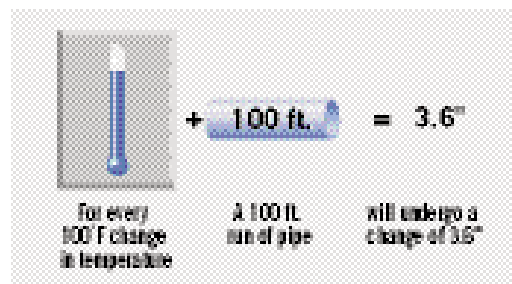 + 100 ft. = 3.6"
For every
100°F change
in temperature
A 100 ft.
run of pipe
will undergo a
change of 3.6"